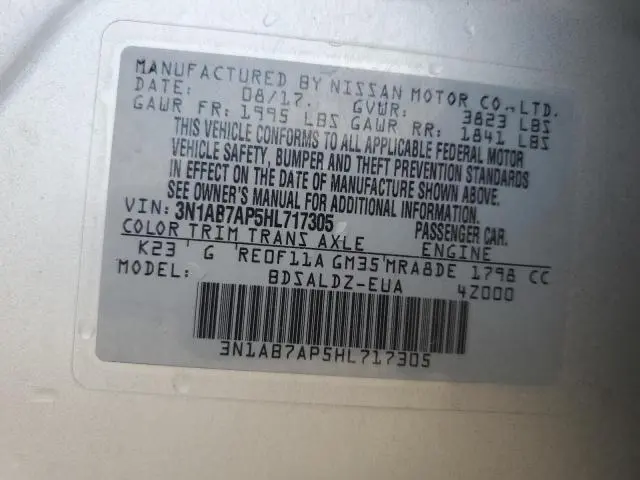 MANUFACTURED BY NISSAN MOTOR CO.,LTD.
DATE: 08/17. GVWR: 3823 LBS
GAWR FR: 1995 LBS GAWR RR: 1841 LBS
THIS VEHICLE CONFORMS TO ALL APPLICABLE FEDERAL MOTOR
VEHICLE SAFETY, BUMPER AND THEFT PREVENTION STANDARDS
IN EFFECT ON THE DATE OF MANUFACTURE SHOWN ABOVE.
SEE OWNER'S MANUAL FOR ADDITIONAL INFORMATION.
VIN: 3N1AB7AP5HL717305 PASSENGER CAR.
COLOR TRIM TRANS AXLE ENGINE
K23 G RE0F11A GM35 MRA8DE 1798 CC
MODEL: BDSALDZ-EUA 4Z000
3N1AB7AP5HL717305